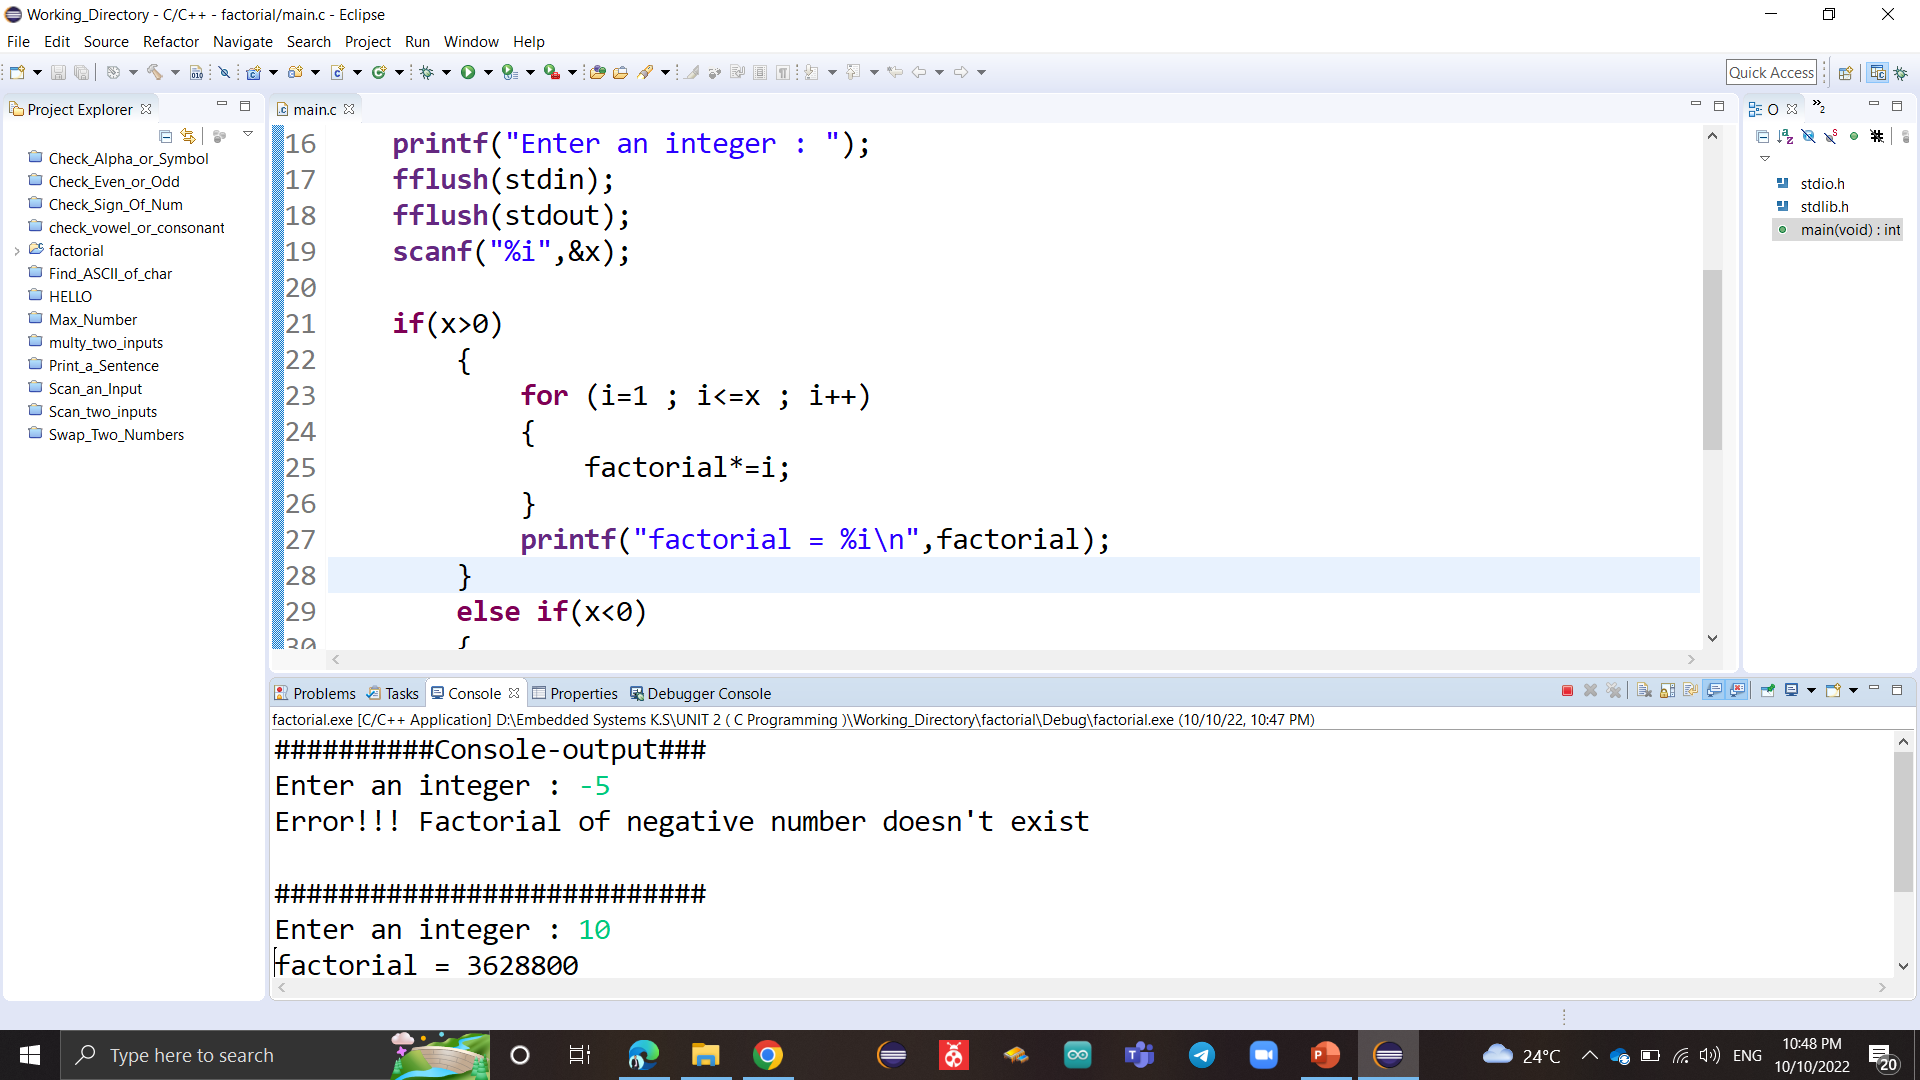 Working_Directory - C/C++ - factorial/main.c - Eclipse
File Edit Source Refactor Navigate Search Project Run Window Help
Quick Access
Project Explorer
Check_Alpha_or_Symbol
Check_Even_or_Odd
Check_Sign_Of_Num
check_vowel_or_consonant
factorial
Find_ASCII_of_char
HELLO
Max_Number
multy_two_inputs
Print_a_Sentence
Scan_an_Input
Scan_two_inputs
Swap_Two_Numbers
main.c
16 printf("Enter an integer : ");
17 fflush(stdin);
18 fflush(stdout);
19 scanf("%i",&x);
20
21 if(x>0)
22 {
23 for (i=1 ; i<=x ; i++)
24 {
25 factorial*=i;
26 }
27 printf("factorial = %i\n",factorial);
28 }
29 else if(x<0)
30 {
O
2
stdio.h
stdlib.h
main(void) : int
Problems Tasks Console Properties Debugger Console
factorial.exe [C/C++ Application] D:\Embedded Systems K.S\UNIT 2 ( C Programming )\Working_Directory\factorial\Debug\factorial.exe (10/10/22, 10:47 PM)
##########Console-output###
Enter an integer : -5
Error!!! Factorial of negative number doesn't exist
###########################
Enter an integer : 10
factorial = 3628800
Type here to search
24°C
ENG
10:48 PM
10/10/2022
20